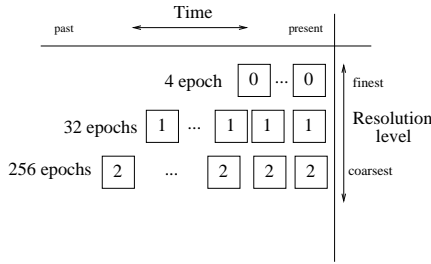 Time
past present
4 epoch 0 ... 0 finest
32 epochs 1 ... 1 1 1 Resolution
level
256 epochs 2 ... 2 2 2 coarsest